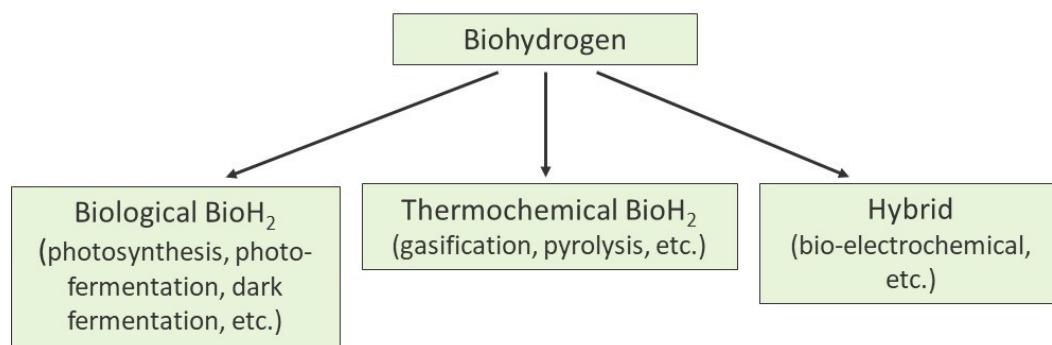 Biohydrogen
Biological BioH₂
(photosynthesis, photo-
fermentation, dark
fermentation, etc.)
Thermochemical BioH₂
(gasification, pyrolysis, etc.)
Hybrid
(bio-electrochemical,
etc.)